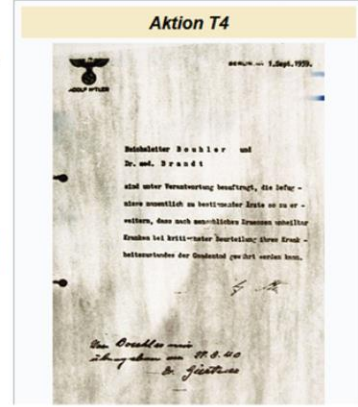 Aktion T4
ADOLF HITLER
BERLIN, 1.Sept.1939.
Reichsleiter Bouhler und
Dr. med. Brandt
sind unter Verantwortung beauftragt, die Befug -
nisse namentlich zu bestimmender Ärzte so zu er -
weitern, dass nach menschlichem Ermessen unheilbar
Kranken bei kritischster Beurteilung ihres Krank -
heitszustandes der Gnadentod gewährt werden kann.
Von Bouhler mir
übergeben am 27.8.40
Dr. Gürtner